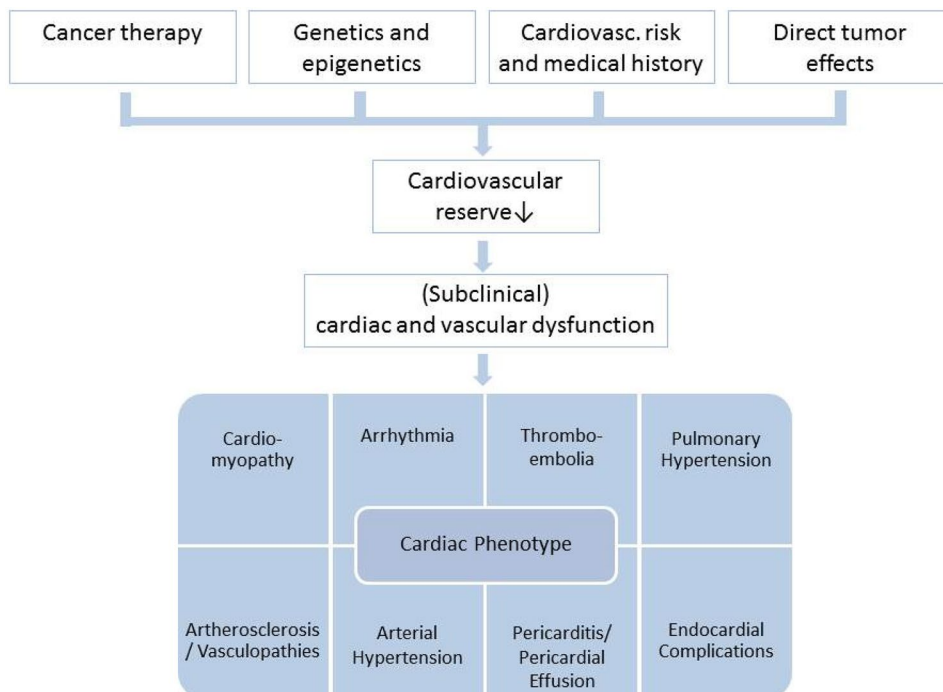 Cancer therapy
Genetics and
epigenetics
Cardiovasc. risk
and medical history
Direct tumor
effects
Cardiovascular
reserve↓
(Subclinical)
cardiac and vascular dysfunction
Cardio-
myopathy
Arrhythmia
Thrombo-
embolia
Pulmonary
Hypertension
Cardiac Phenotype
Artherosclerosis
/ Vasculopathies
Arterial
Hypertension
Pericarditis/
Pericardial
Effusion
Endocardial
Complications